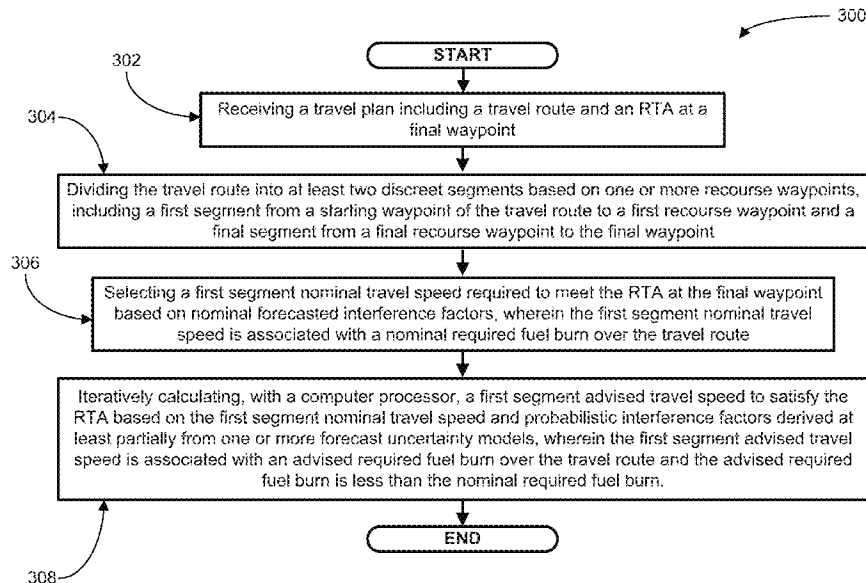 300
START
302
Receiving a travel plan including a travel route and an RTA at a
final waypoint
304
Dividing the travel route into at least two discreet segments based on one or more recourse waypoints,
including a first segment from a starting waypoint of the travel route to a first recourse waypoint and a
final segment from a final recourse waypoint to the final waypoint
306
Selecting a first segment nominal travel speed required to meet the RTA at the final waypoint
based on nominal forecasted interference factors, wherein the first segment nominal travel
speed is associated with a nominal required fuel burn over the travel route
Iteratively calculating, with a computer processor, a first segment advised travel speed to satisfy the
RTA based on the first segment nominal travel speed and probabilistic interference factors derived at
least partially from one or more forecast uncertainty models, wherein the first segment advised travel
speed is associated with an advised required fuel burn over the travel route and the advised required
fuel burn is less than the nominal required fuel burn.
END
308